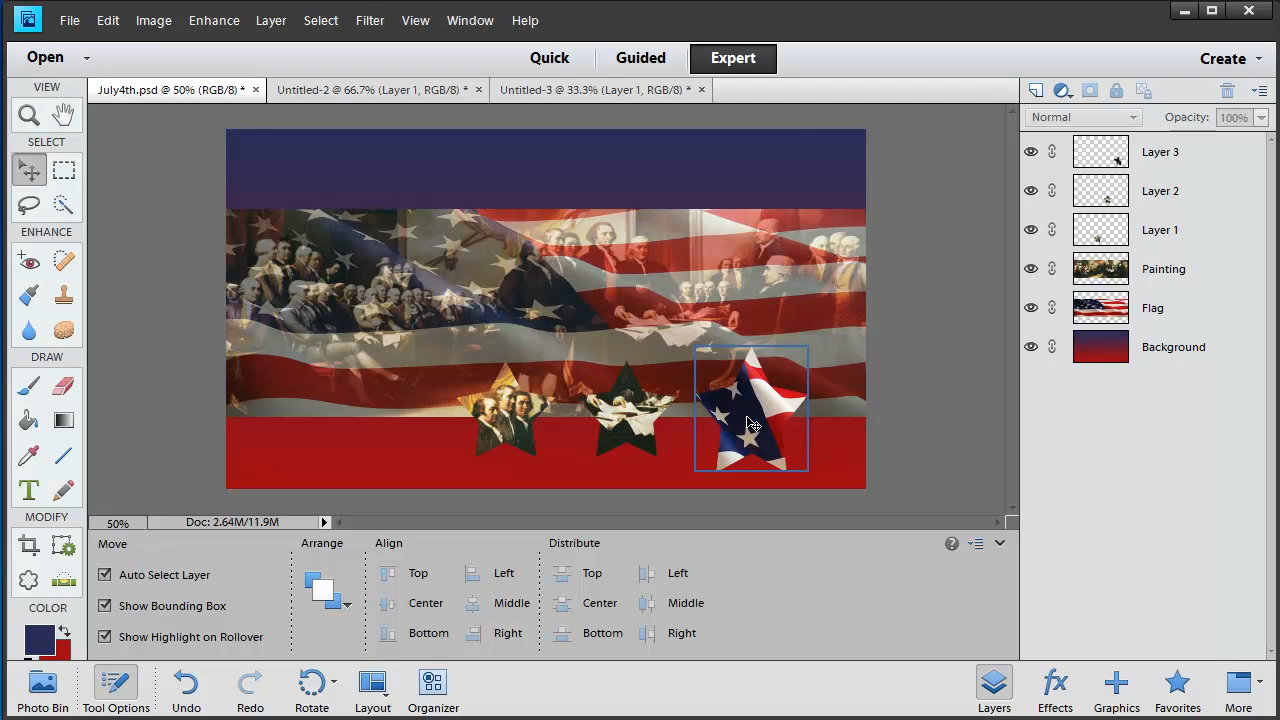 File Edit Image Enhance Layer Select Filter View Window Help
Open Quick Guided Expert Create
VIEW July4th.psd @ 50% (RGB/8) * × Untitled-2 @ 66.7% (Layer 1, RGB/8) * × Untitled-3 @ 33.3% (Layer 1, RGB/8) * ×
Normal Opacity: 100%
SELECT
Layer 3
Layer 2
ENHANCE
Layer 1
Painting
Flag
DRAW
Background
MODIFY
50% Doc: 2.64M/11.9M
Move Arrange Align Distribute
Auto Select Layer Top Left Top Left
Show Bounding Box Center Middle Center Middle
COLOR
Show Highlight on Rollover Bottom Right Bottom Right
Photo Bin Tool Options Undo Redo Rotate Layout Organizer Layers Effects Graphics Favorites More